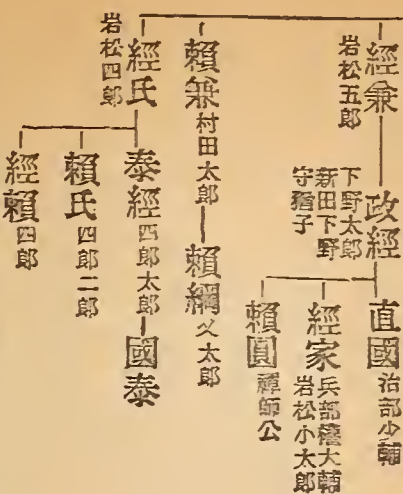 經兼
岩松五郎
政經
下野太郎
新田下野
守猶子
直國 治部少輔
經家 兵部權大輔
岩松小太郎
賴圓 禪師公
賴兼 村田太郎
賴綱 又太郎
經氏
岩松四郎
泰經 四郎太郎
國泰
賴氏 四郎二郎
經賴 四郎